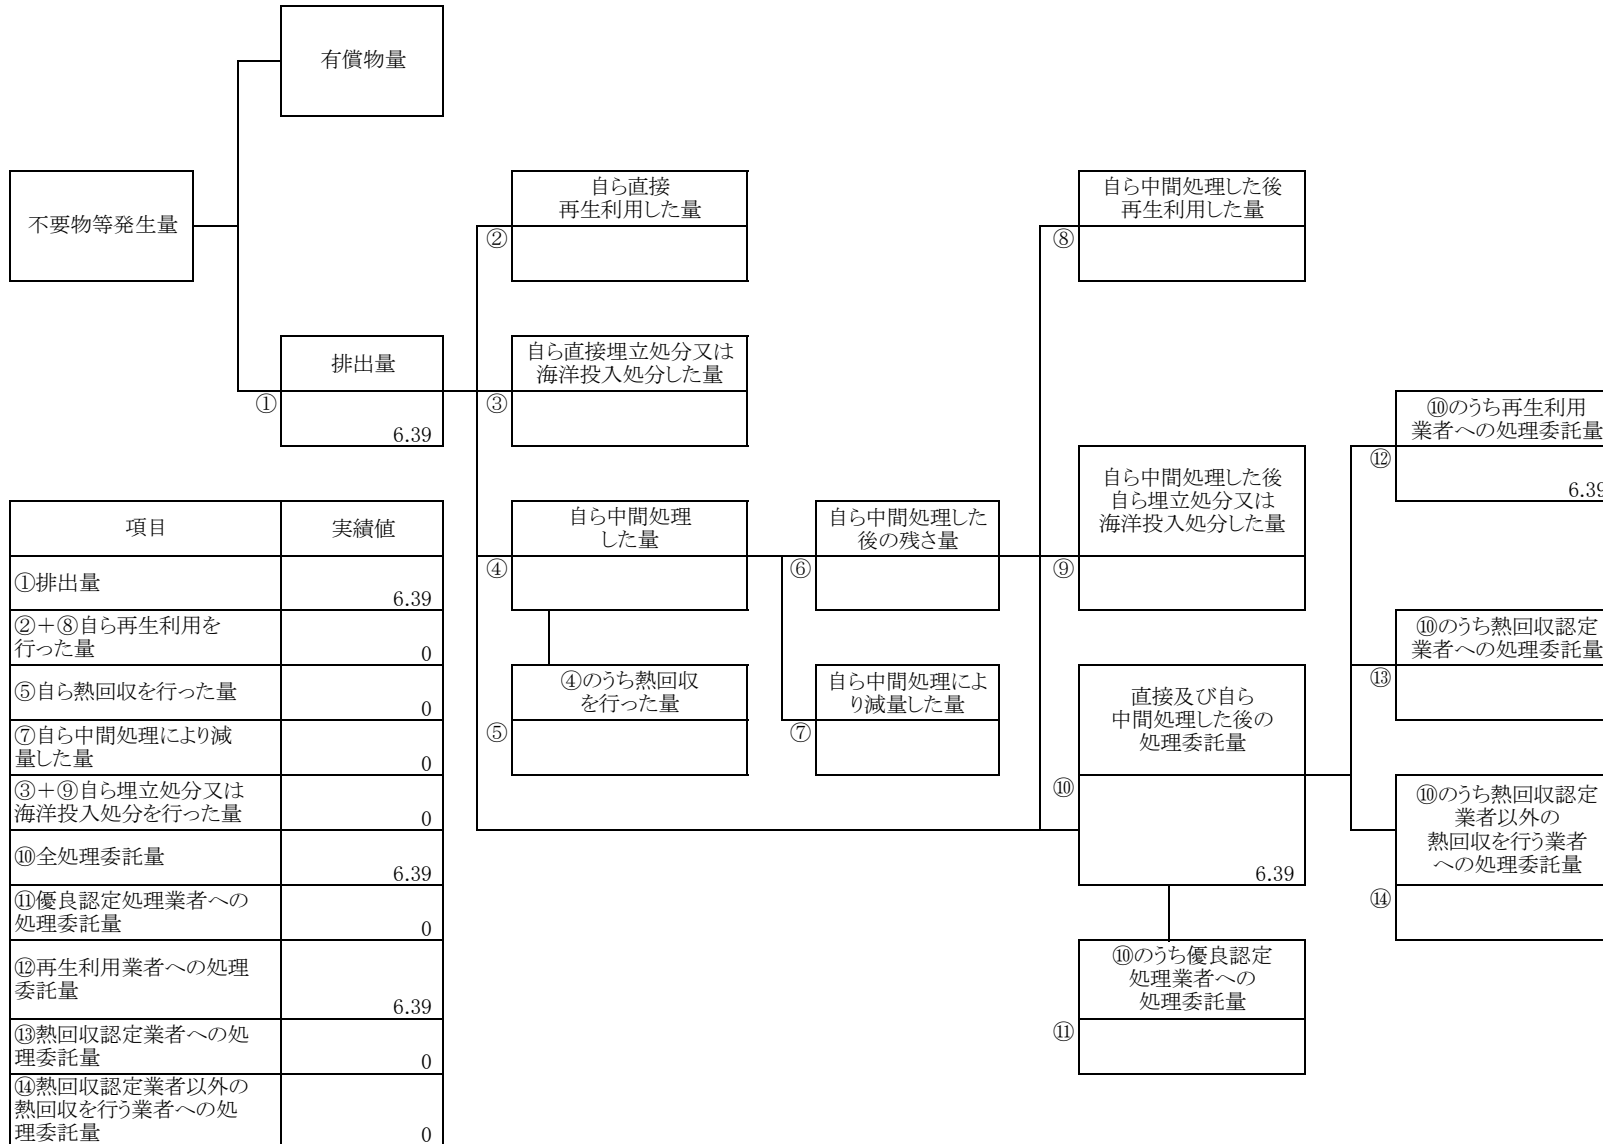 有償物量
不要物等発生量
自ら直接
再生利用した量
②
自ら中間処理した後
再生利用した量
⑧
排出量
①
6.39
自ら直接埋立処分又は
海洋投入処分した量
③
⑩のうち再生利用
業者への処理委託量
⑫
6.39
自ら中間処理
した量
④
自ら中間処理した
後の残さ量
⑥
自ら中間処理した後
自ら埋立処分又は
海洋投入処分した量
⑨
⑩のうち熱回収認定
業者への処理委託量
⑬
④のうち熱回収
を行った量
⑤
自ら中間処理によ
り減量した量
⑦
直接及び自ら
中間処理した後の
処理委託量
⑩
6.39
⑩のうち熱回収認定
業者以外の
熱回収を行う業者
への処理委託量
⑭
⑩のうち優良認定
処理業者への
処理委託量
⑪
項目 実績値
①排出量 6.39
②+⑧自ら再生利用を
行った量 0
⑤自ら熱回収を行った量 0
⑦自ら中間処理により減
量した量 0
③+⑨自ら埋立処分又は
海洋投入処分を行った量 0
⑩全処理委託量 6.39
⑪優良認定処理業者への
処理委託量 0
⑫再生利用業者への処理
委託量 6.39
⑬熱回収認定業者への処
理委託量 0
⑭熱回収認定業者以外の
熱回収を行う業者への処
理委託量 0